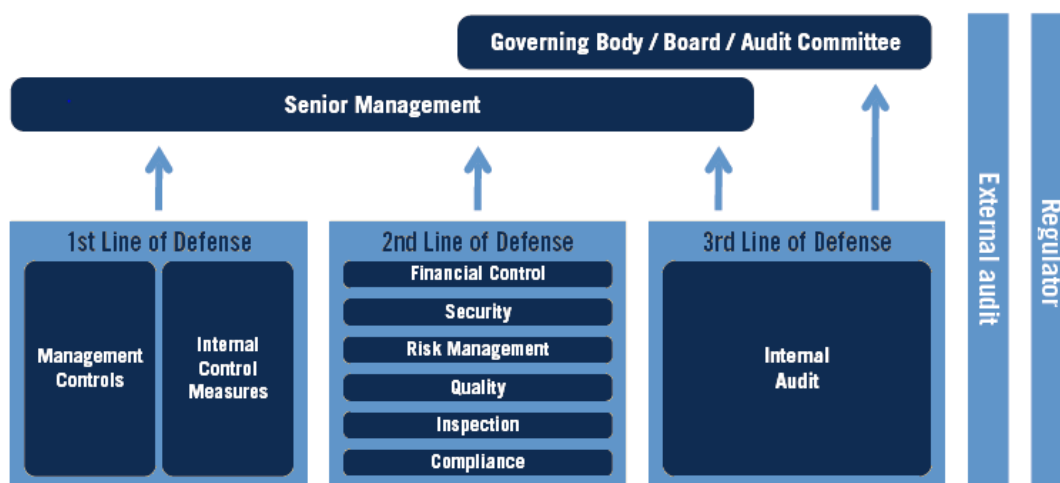 Governing Body / Board / Audit Committee
Senior Management
1st Line of Defense
Management
Controls
Internal
Control
Measures
2nd Line of Defense
Financial Control
Security
Risk Management
Quality
Inspection
Compliance
3rd Line of Defense
Internal
Audit
External audit
Regulator